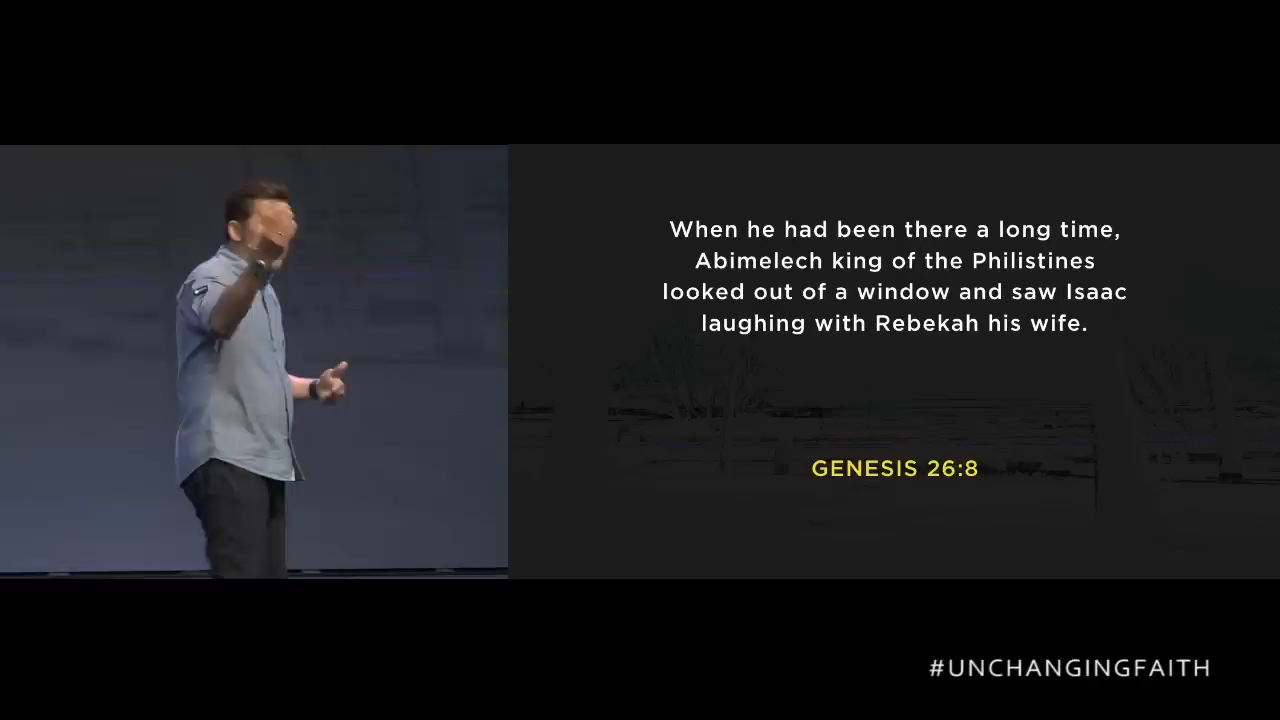 When he had been there a long time,
Abimelech king of the Philistines
looked out of a window and saw Isaac
laughing with Rebekah his wife.
GENESIS 26:8
#UNCHANGINGFAITH